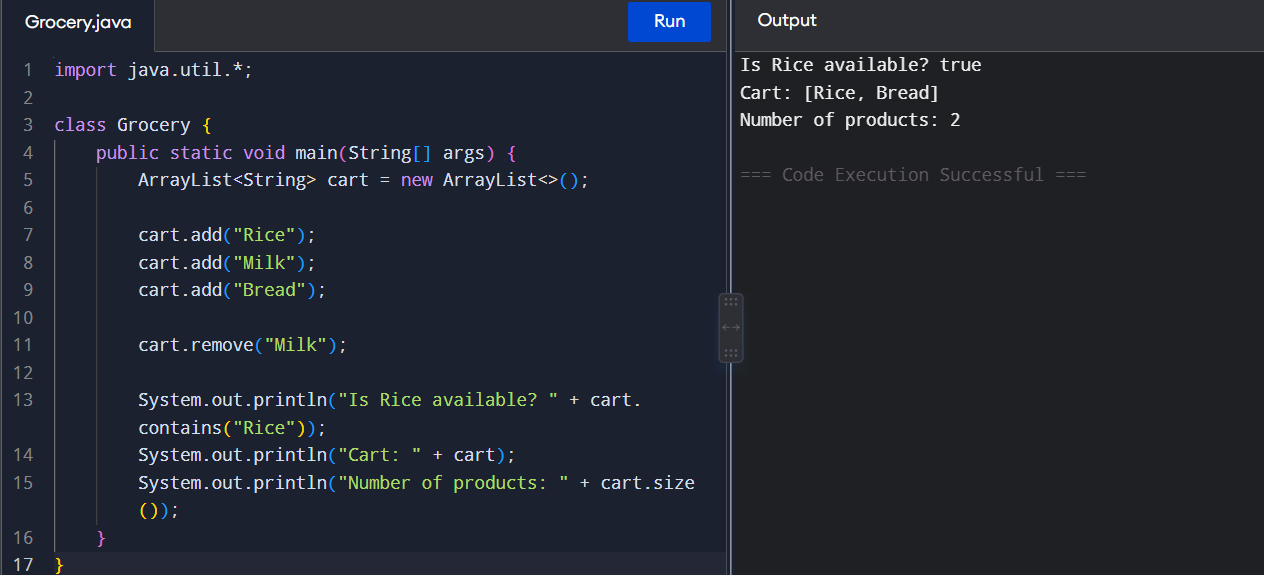 Grocery.java
Run
1 import java.util.*;
2
3 class Grocery {
4 public static void main(String[] args) {
5 ArrayList<String> cart = new ArrayList<>();
6
7 cart.add("Rice");
8 cart.add("Milk");
9 cart.add("Bread");
10
11 cart.remove("Milk");
12
13 System.out.println("Is Rice available? " + cart.
contains("Rice"));
14 System.out.println("Cart: " + cart);
15 System.out.println("Number of products: " + cart.size
());
16 }
17 }
Output
Is Rice available? true
Cart: [Rice, Bread]
Number of products: 2
=== Code Execution Successful ===